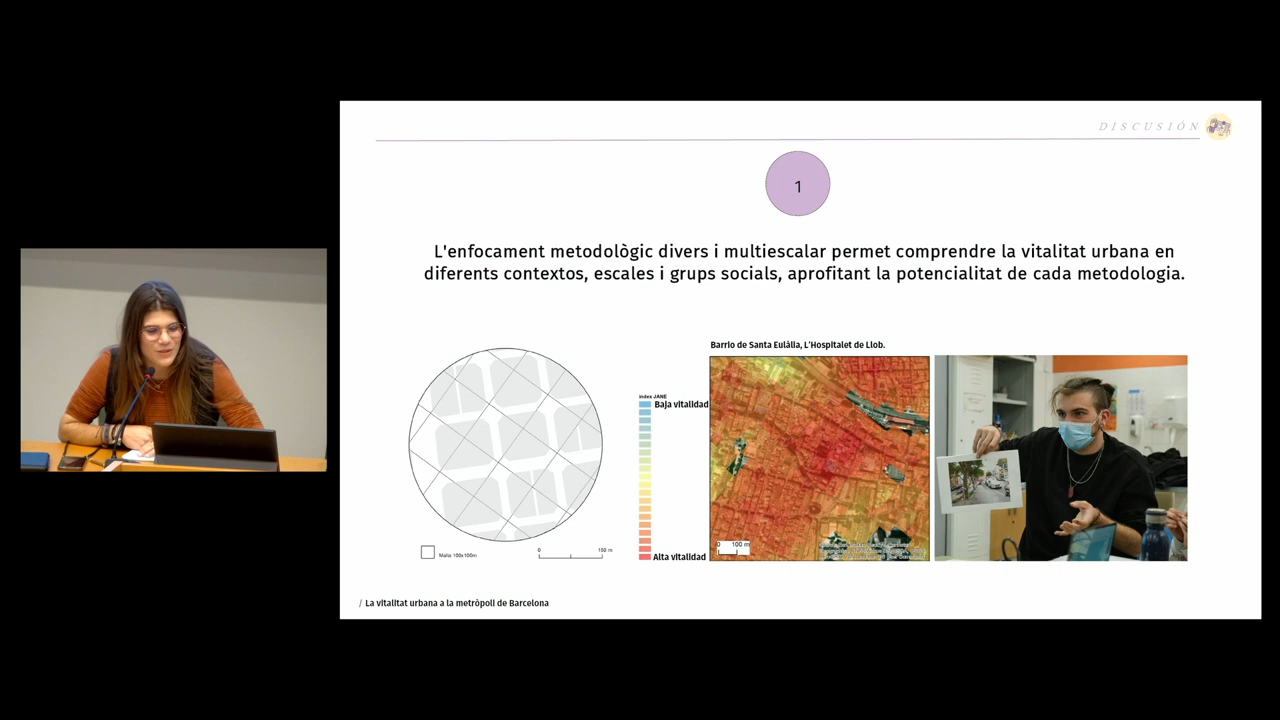 DISCUSIÓN
1
L'enfocament metodològic divers i multiescalar permet comprendre la vitalitat urbana en
diferents contextos, escales i grups socials, aprofitant la potencialitat de cada metodologia.
Barrio de Santa Eulàlia, L'Hospitalet de Llob.
index JANE
Baja vitalidad
Alta vitalidad
Malla 100x100m
0 100 m
0 100 m
/ La vitalitat urbana a la metròpoli de Barcelona